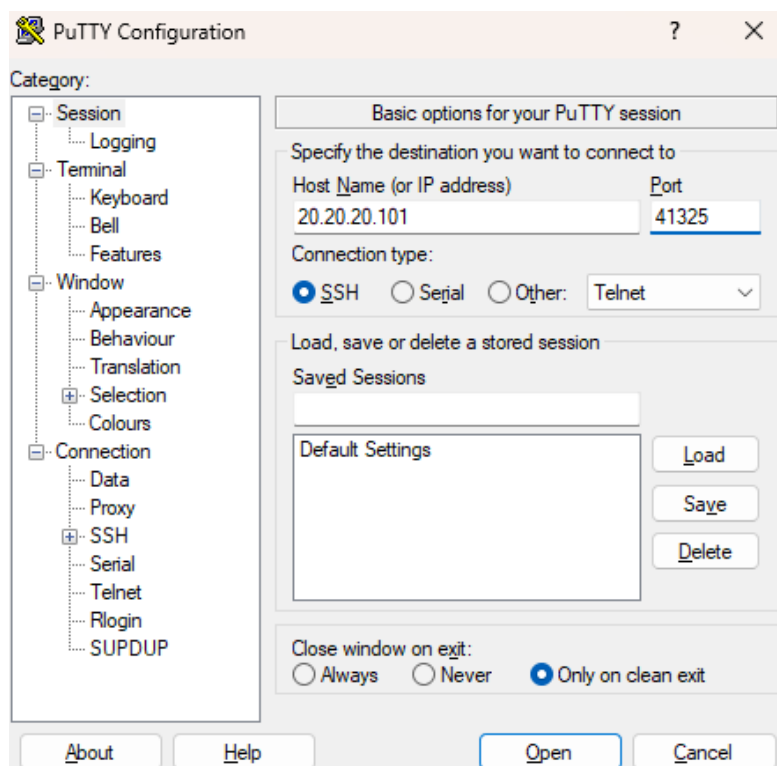 PuTTY Configuration
?
Category:
Session
Logging
Terminal
Keyboard
Bell
Features
Window
Appearance
Behaviour
Translation
Selection
Colours
Connection
Data
Proxy
SSH
Serial
Telnet
Rlogin
SUPDUP
Basic options for your PuTTY session
Specify the destination you want to connect to
Host Name (or IP address) Port
20.20.20.101 41325
Connection type:
SSH Serial Other: Telnet
Load, save or delete a stored session
Saved Sessions
Default Settings
Load
Save
Delete
Close window on exit:
Always Never Only on clean exit
About Help Open Cancel